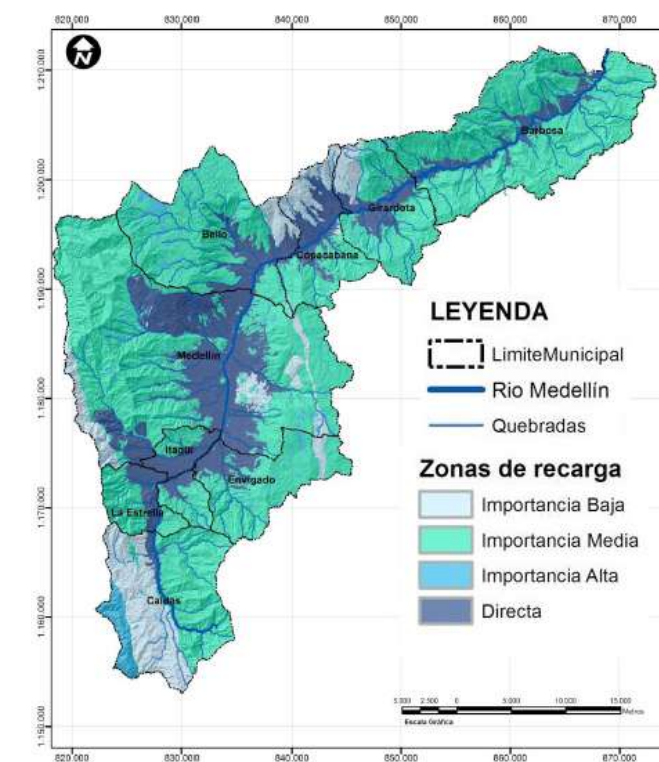 820.000 830.000 840.000 850.000 860.000 870.000
N
1.210.000
Barbosa
1.200.000
Girardota
Bello
Copacabana
1.190.000
LEYENDA
LimiteMunicipal
Medellín
Rio Medellín
1.180.000
Quebradas
Itagui
Zonas de recarga
Envigado
Importancia Baja
1.170.000
La Estrella
Importancia Media
Importancia Alta
Caldas
Directa
1.160.000
5.000 2.500 0 5.000 10.000 15.000
Metros
Escala Gráfica
1.150.000
820.000 830.000 840.000 850.000 860.000 870.000